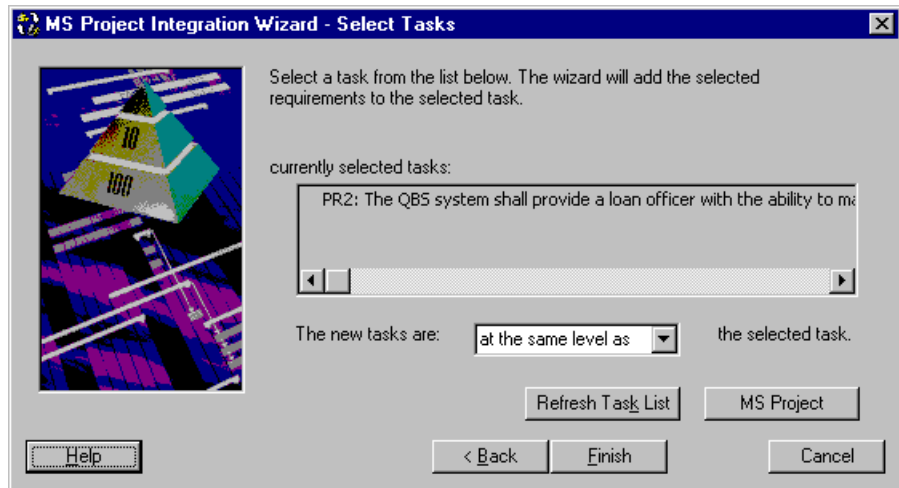 MS Project Integration Wizard - Select Tasks
Select a task from the list below. The wizard will add the selected
requirements to the selected task.
10
100
currently selected tasks:
PR2: The QBS system shall provide a loan officer with the ability to ma
The new tasks are: at the same level as the selected task.
Refresh Task List MS Project
Help < Back Finish Cancel